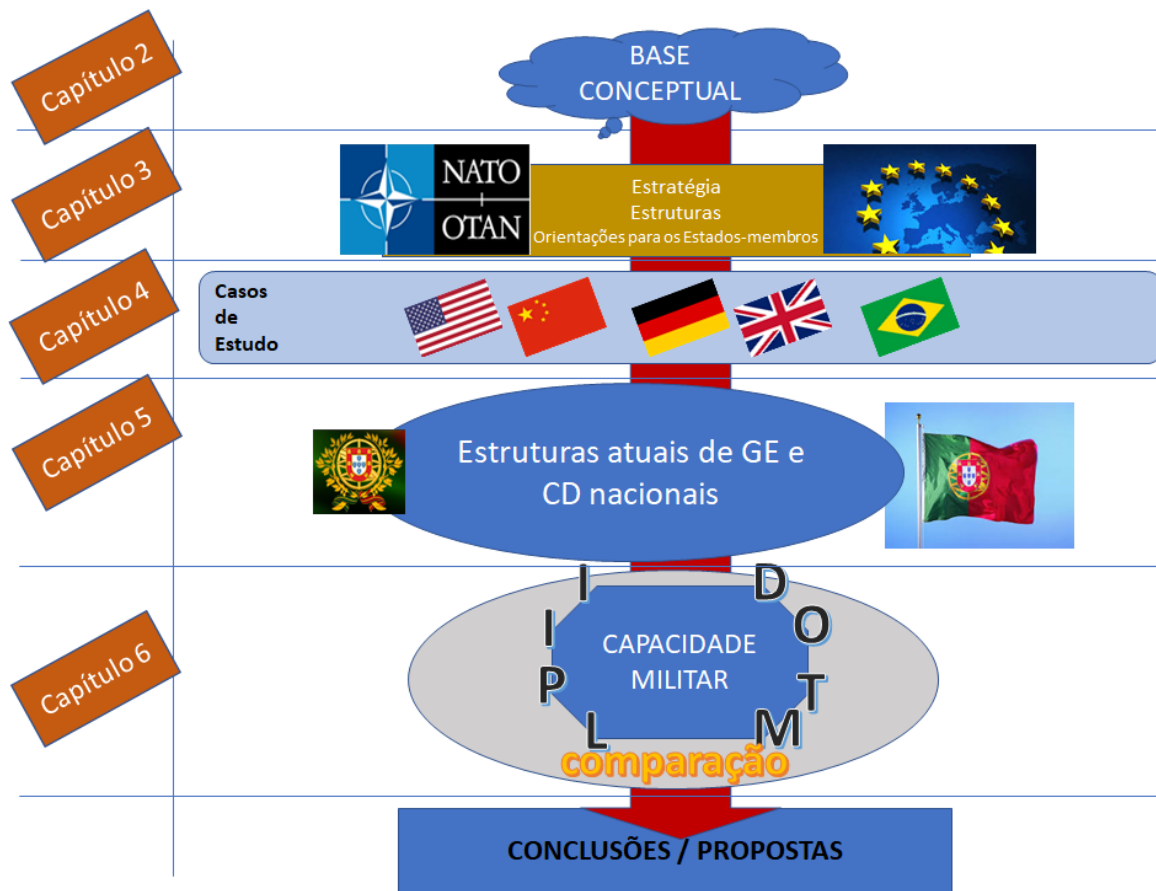 Capítulo 2
BASE
CONCEPTUAL
Capítulo 3
NATO
OTAN
Estratégia
Estruturas
Orientações para os Estados-membros
Capítulo 4
Casos
de
Estudo
Capítulo 5
Estruturas atuais de GE e
CD nacionais
Capítulo 6
D
O
T
M
L
P
I
I
CAPACIDADE
MILITAR
comparação
CONCLUSÕES / PROPOSTAS